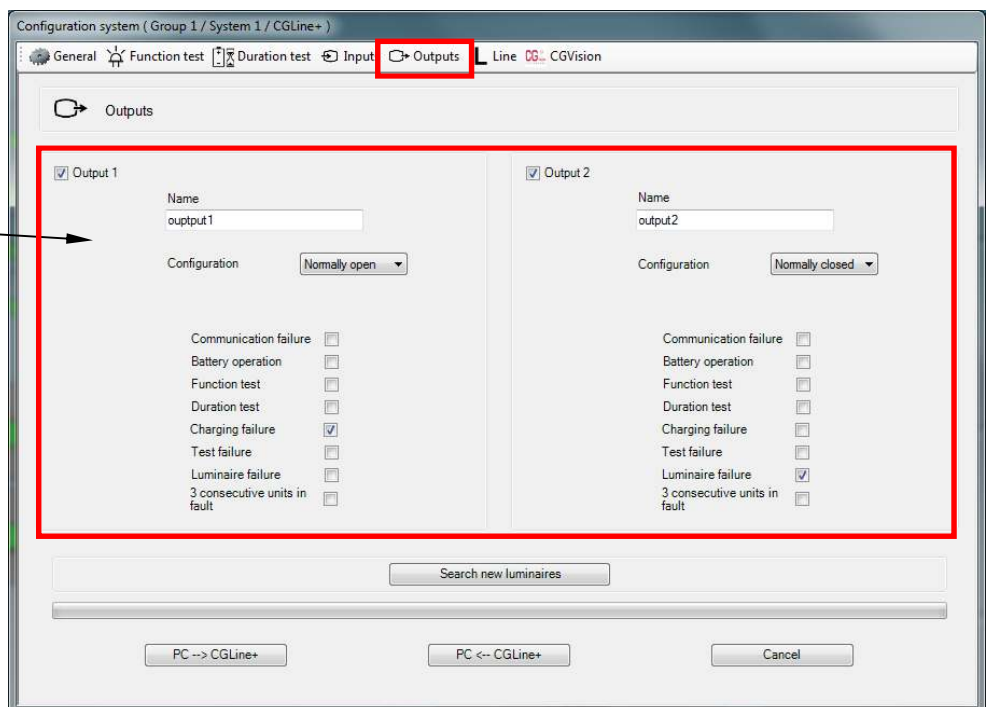 Configuration system ( Group 1 / System 1 / CGLine+ )
General Function test Duration test Input Outputs Line CGVision
Outputs
Output 1
Name
ouptput1
Configuration Normally open
Communication failure
Battery operation
Function test
Duration test
Charging failure
Test failure
Luminaire failure
3 consecutive units in
fault
Output 2
Name
output2
Configuration Normally closed
Communication failure
Battery operation
Function test
Duration test
Charging failure
Test failure
Luminaire failure
3 consecutive units in
fault
Search new luminaires
PC --> CGLine+ PC <-- CGLine+ Cancel